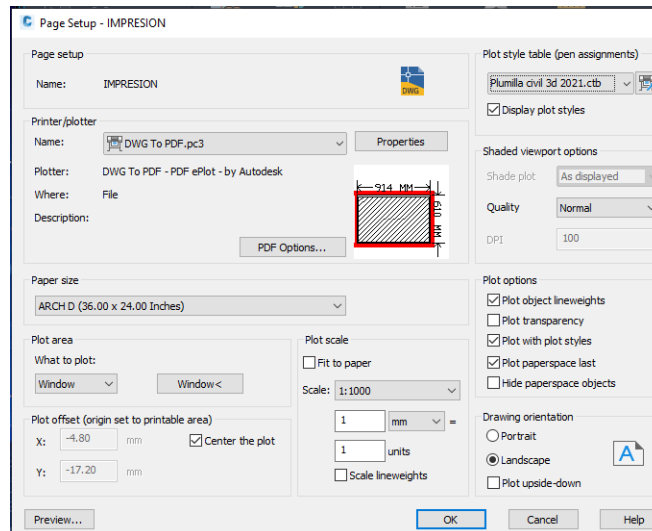 Page Setup - IMPRESION
Page setup
Name: IMPRESION
DWG
Printer/plotter
Name: DWG To PDF.pc3
Properties
Plotter: DWG To PDF - PDF ePlot - by Autodesk
Where: File
Description:
914 MM
610 MM
PDF Options...
Paper size
ARCH D (36.00 x 24.00 Inches)
Plot area
What to plot:
Window
Window<
Plot offset (origin set to printable area)
X: -4.80 mm
Center the plot
Y: -17.20 mm
Plot scale
Fit to paper
Scale: 1:1000
1 mm =
1 units
Scale lineweights
Plot style table (pen assignments)
Plumilla civil 3d 2021.ctb
Display plot styles
Shaded viewport options
Shade plot As displayed
Quality Normal
DPI 100
Plot options
Plot object lineweights
Plot transparency
Plot with plot styles
Plot paperspace last
Hide paperspace objects
Drawing orientation
Portrait
Landscape
A
Plot upside-down
Preview...
OK
Cancel
Help